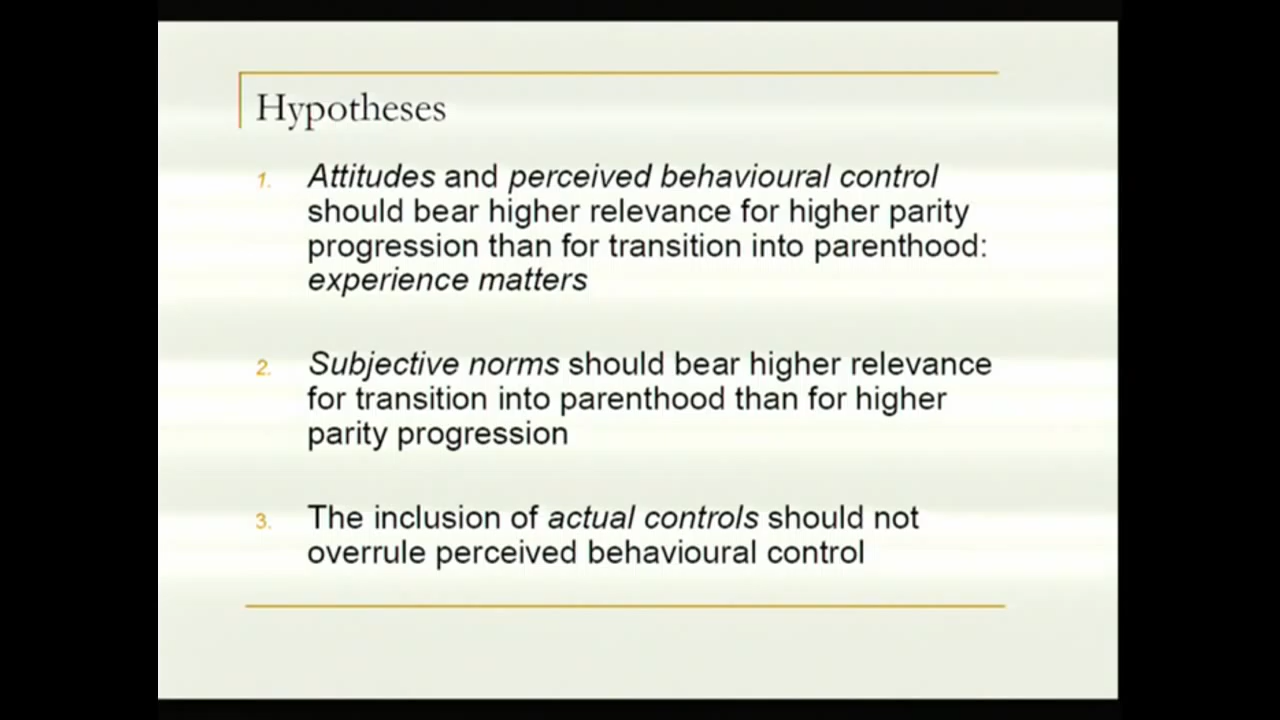 Hypotheses
1. Attitudes and perceived behavioural control
should bear higher relevance for higher parity
progression than for transition into parenthood:
experience matters
2. Subjective norms should bear higher relevance
for transition into parenthood than for higher
parity progression
3. The inclusion of actual controls should not
overrule perceived behavioural control